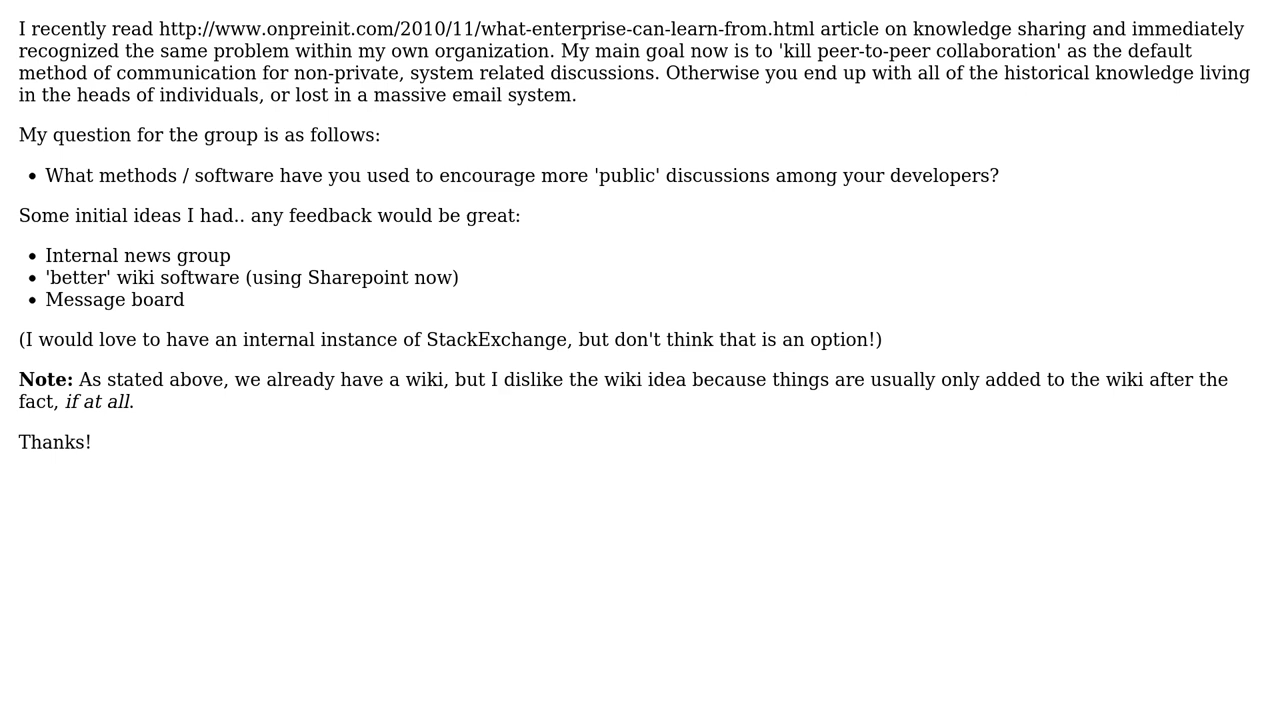 I recently read http://www.onpreinit.com/2010/11/what-enterprise-can-learn-from.html article on knowledge sharing and immediately
recognized the same problem within my own organization. My main goal now is to 'kill peer-to-peer collaboration' as the default
method of communication for non-private, system related discussions. Otherwise you end up with all of the historical knowledge living
in the heads of individuals, or lost in a massive email system.
My question for the group is as follows:
• What methods / software have you used to encourage more 'public' discussions among your developers?
Some initial ideas I had.. any feedback would be great:
• Internal news group
• 'better' wiki software (using Sharepoint now)
• Message board
(I would love to have an internal instance of StackExchange, but don't think that is an option!)
Note: As stated above, we already have a wiki, but I dislike the wiki idea because things are usually only added to the wiki after the
fact, if at all.
Thanks!